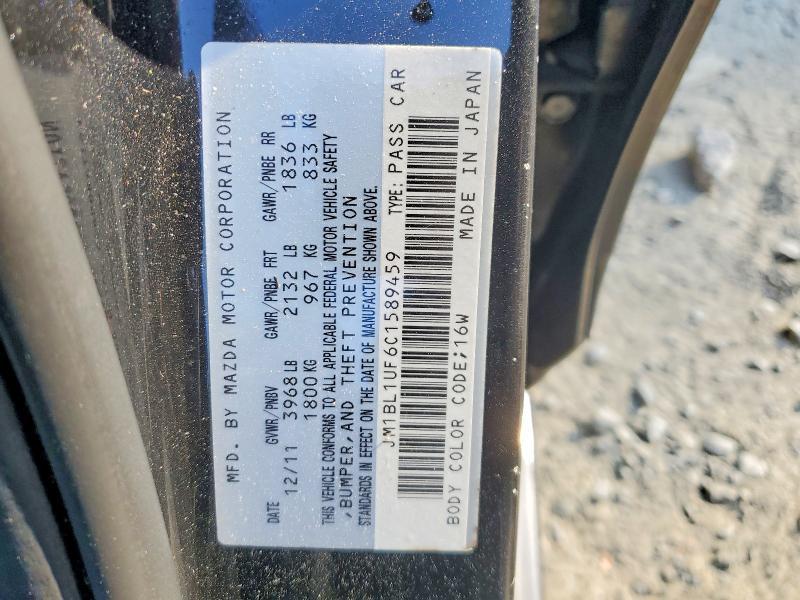 MFD. BY MAZDA MOTOR CORPORATION
DATE GVWR/PNBV GAWR/PNBE FRT GAWR/PNBE RR
12/11 3968 LB 2132 LB 1836 LB
1800 KG 967 KG 833 KG
THIS VEHICLE CONFORMS TO ALL APPLICABLE FEDERAL MOTOR VEHICLE SAFETY
,BUMPER, AND THEFT PREVENTION
STANDARDS IN EFFECT ON THE DATE OF MANUFACTURE SHOWN ABOVE.
JM1BL1UF6C1589459 TYPE: PASS CAR
BODY COLOR CODE;16W MADE IN JAPAN